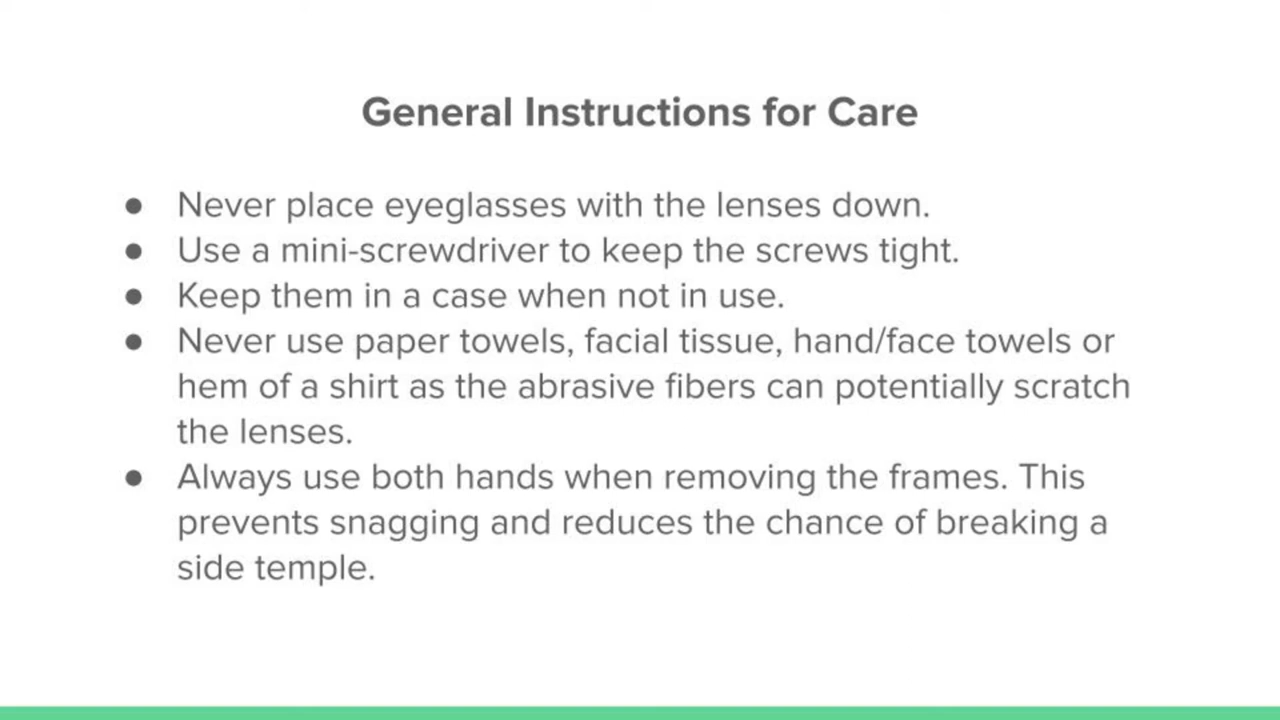 General Instructions for Care
● Never place eyeglasses with the lenses down.
● Use a mini-screwdriver to keep the screws tight.
● Keep them in a case when not in use.
● Never use paper towels, facial tissue, hand/face towels or
hem of a shirt as the abrasive fibers can potentially scratch
the lenses.
● Always use both hands when removing the frames. This
prevents snagging and reduces the chance of breaking a
side temple.